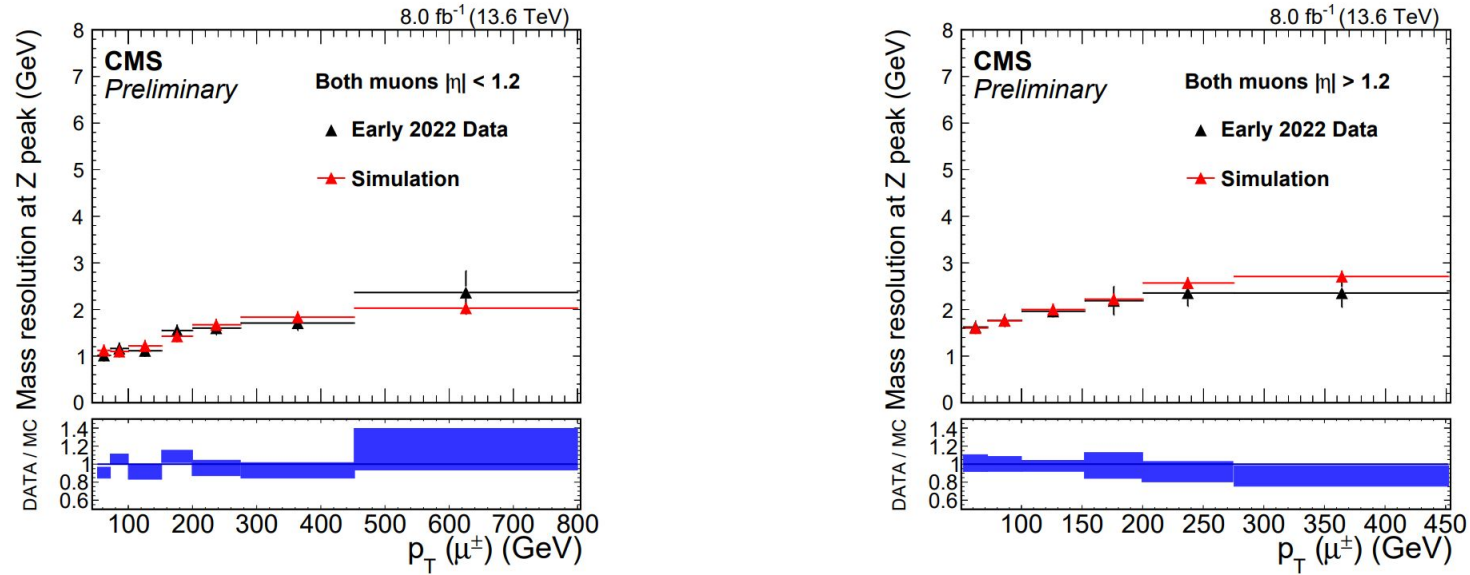 8.0 fb-1 (13.6 TeV)
CMS
Preliminary
Both muons |η| < 1.2
Early 2022 Data
Simulation
Mass resolution at Z peak (GeV)
8
7
6
5
4
3
2
1
0
DATA / MC
1.4
1.2
1
0.8
0.6
100 200 300 400 500 600 700 800
pT (μ±) (GeV)
8.0 fb-1 (13.6 TeV)
CMS
Preliminary
Both muons |η| > 1.2
Early 2022 Data
Simulation
Mass resolution at Z peak (GeV)
8
7
6
5
4
3
2
1
0
DATA / MC
1.4
1.2
1
0.8
0.6
100 150 200 250 300 350 400 450
pT (μ±) (GeV)